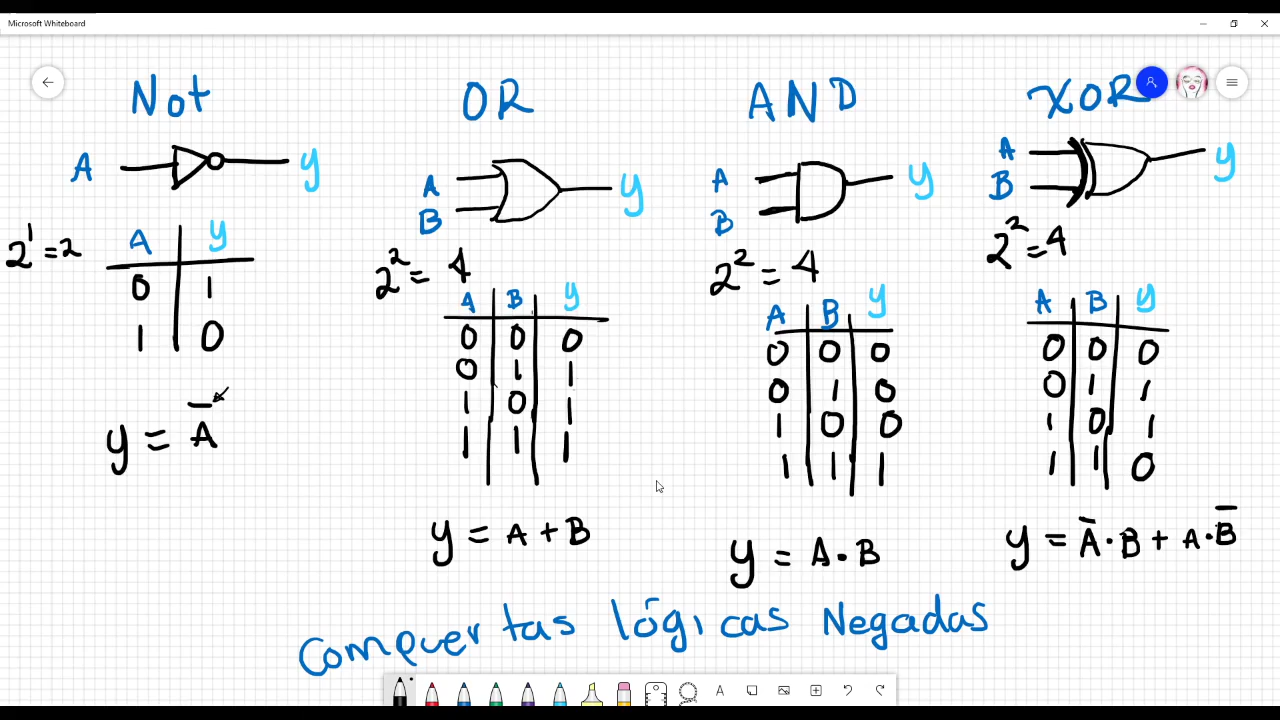 Microsoft Whiteboard
Not
A y
2¹ = 2
A y
0 1
1 0
y = A̅
OR
A
B y
2² = 4
A B y
0 0 0
0 1 1
1 0 1
1 1 1
y = A + B
AND
A
B y
2² = 4
A B y
0 0 0
0 1 0
1 0 0
1 1 1
y = A · B
XOR
A
B y
2² = 4
A B y
0 0 0
0 1 1
1 0 1
1 1 0
y = A̅ · B + A · B̅
Compuertas lógicas Negadas
A